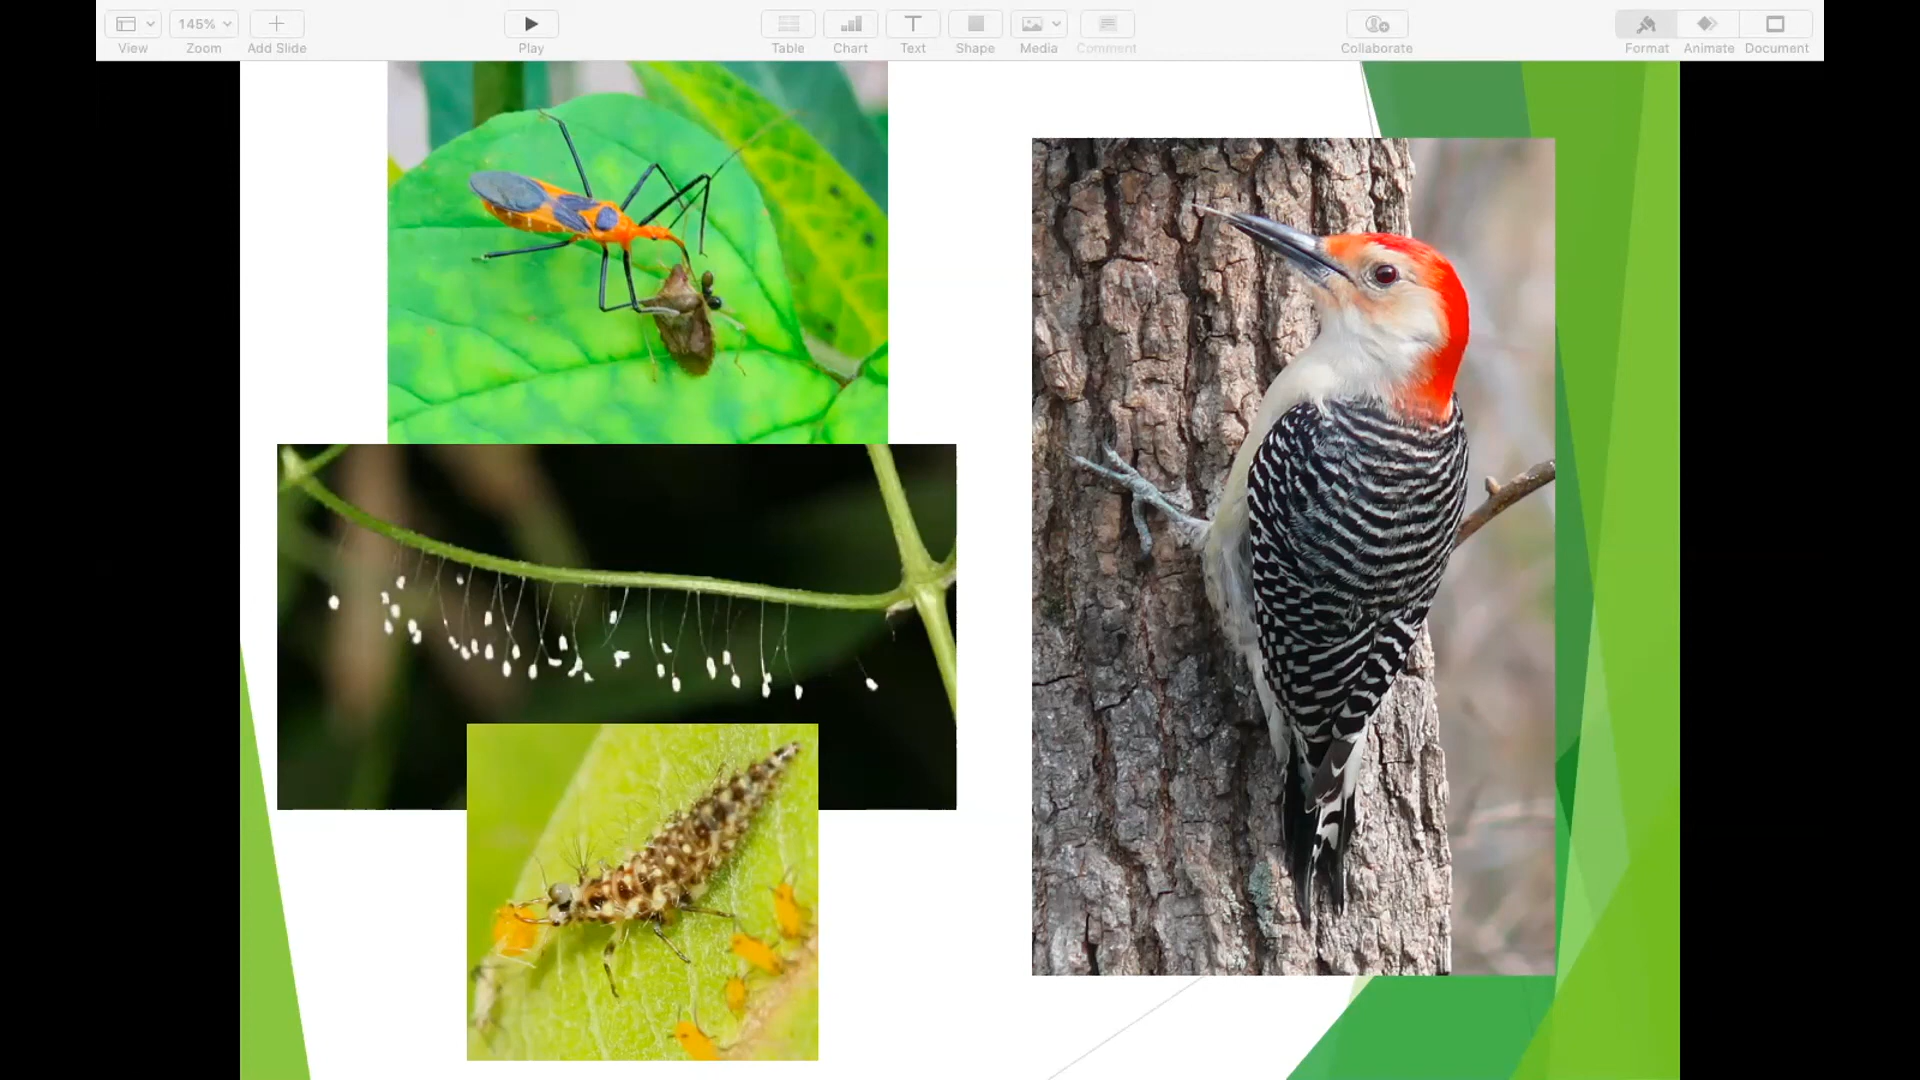 145%
View
Zoom
Add Slide
Play
Table
Chart
Text
Shape
Media
Comment
Collaborate
Format
Animate
Document